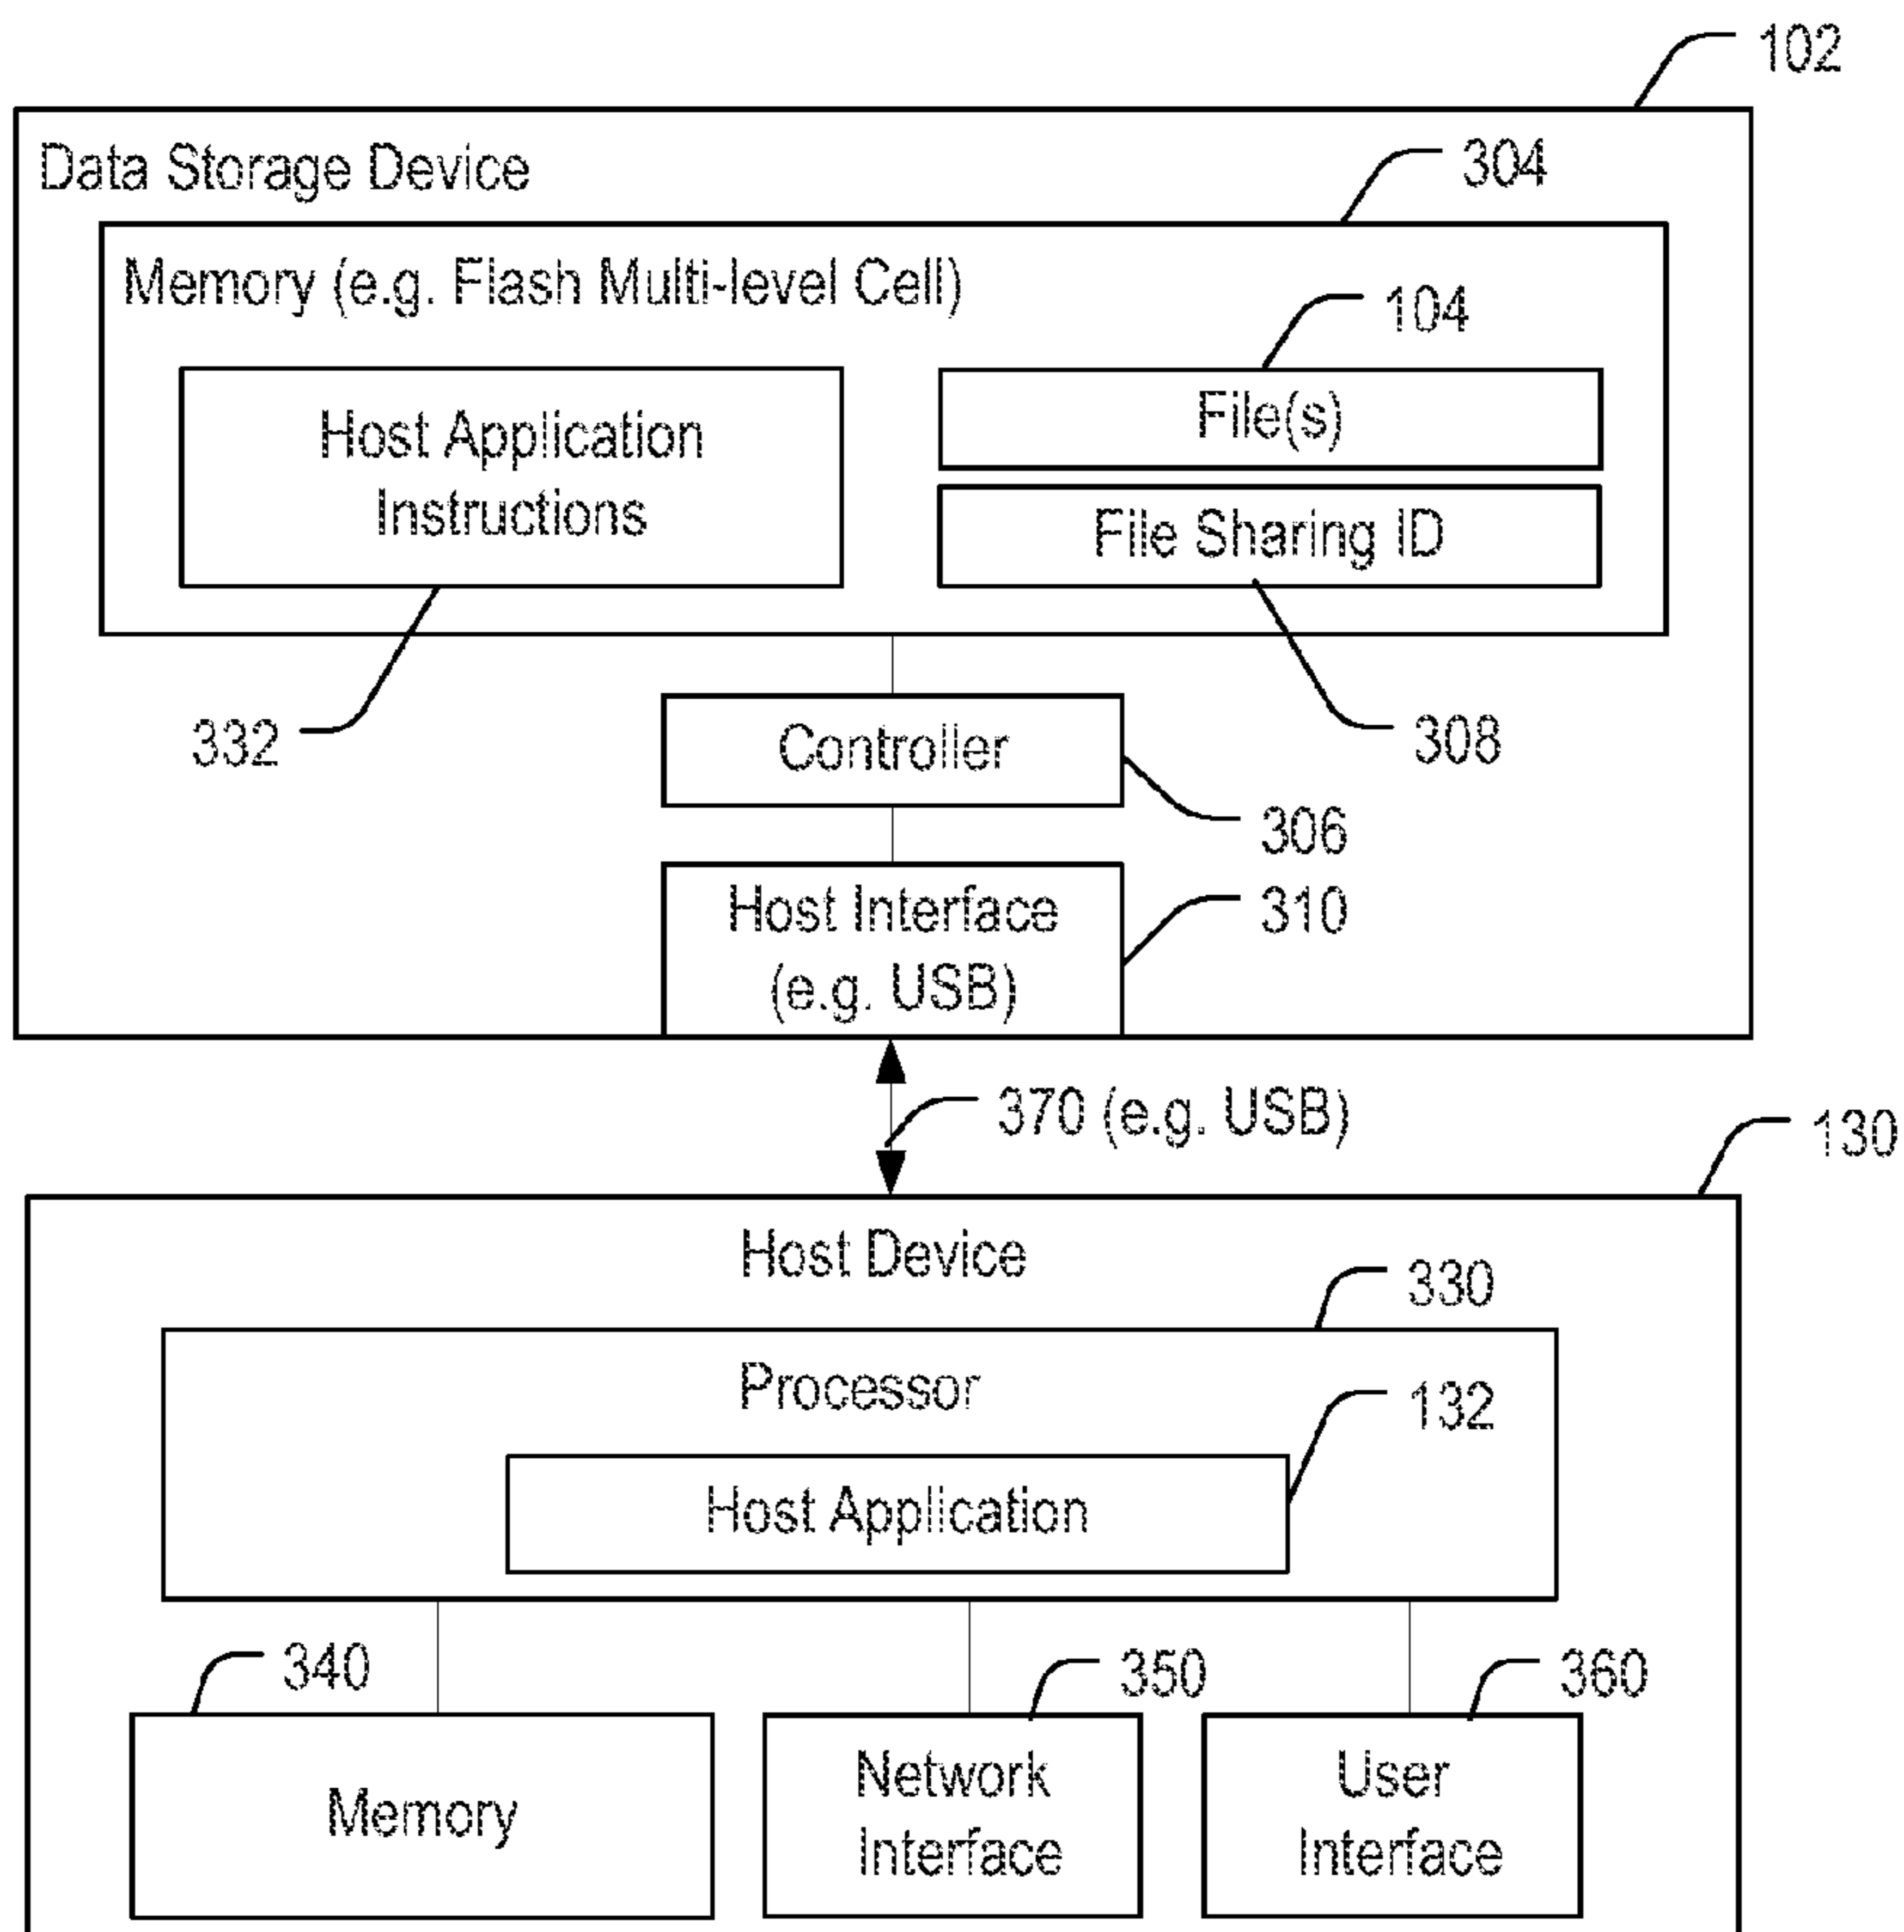 102
Data Storage Device
304
Memory (e.g. Flash Multi-level Cell)
104
Host Application
Instructions
File(s)
File Sharing ID
332
Controller
308
306
Host Interface
(e.g. USB)
310
370 (e.g. USB)
130
Host Device
330
Processor
132
Host Application
340
350
360
Memory
Network
Interface
User
Interface